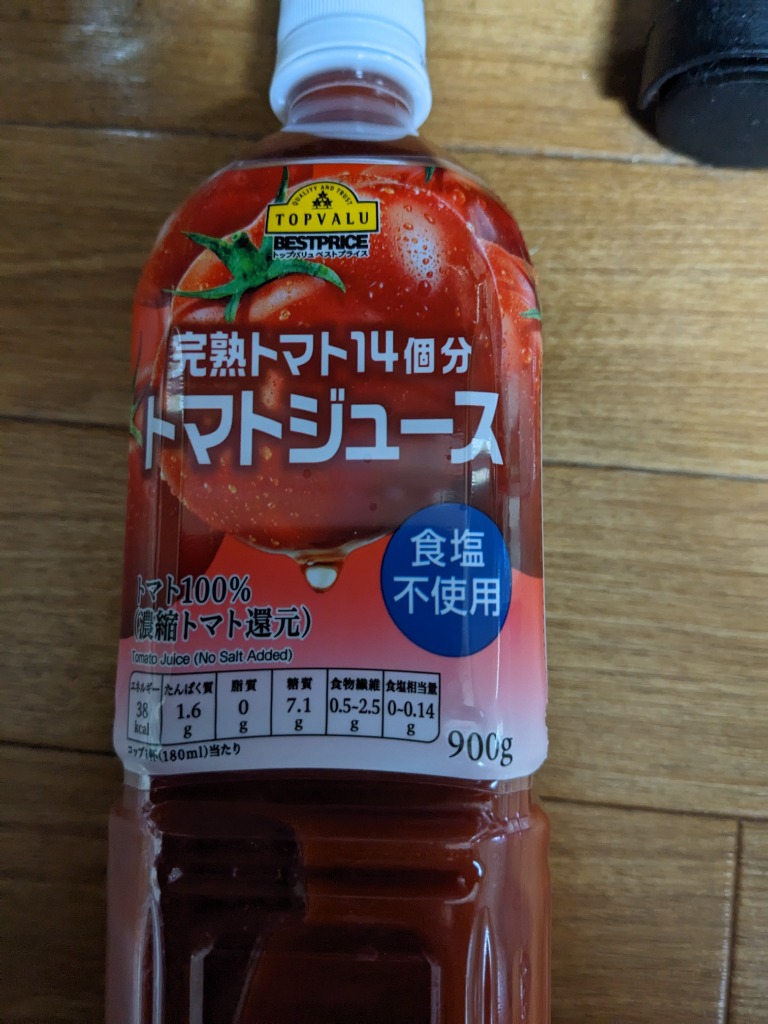 QUALITY AND TRUST
TOPVALU
BESTPRICE
トップバリュ ベストプライス
完熟トマト14個分
トマトジュース
食塩
不使用
トマト100%
(濃縮トマト還元)
Tomato Juice (No Salt Added)
エネルギー たんぱく質 脂質 糖質 食物繊維 食塩相当量
38 kcal 1.6 g 0 g 7.1 g 0.5~2.5 g 0~0.14 g
コップ1杯(180ml)当たり
900g